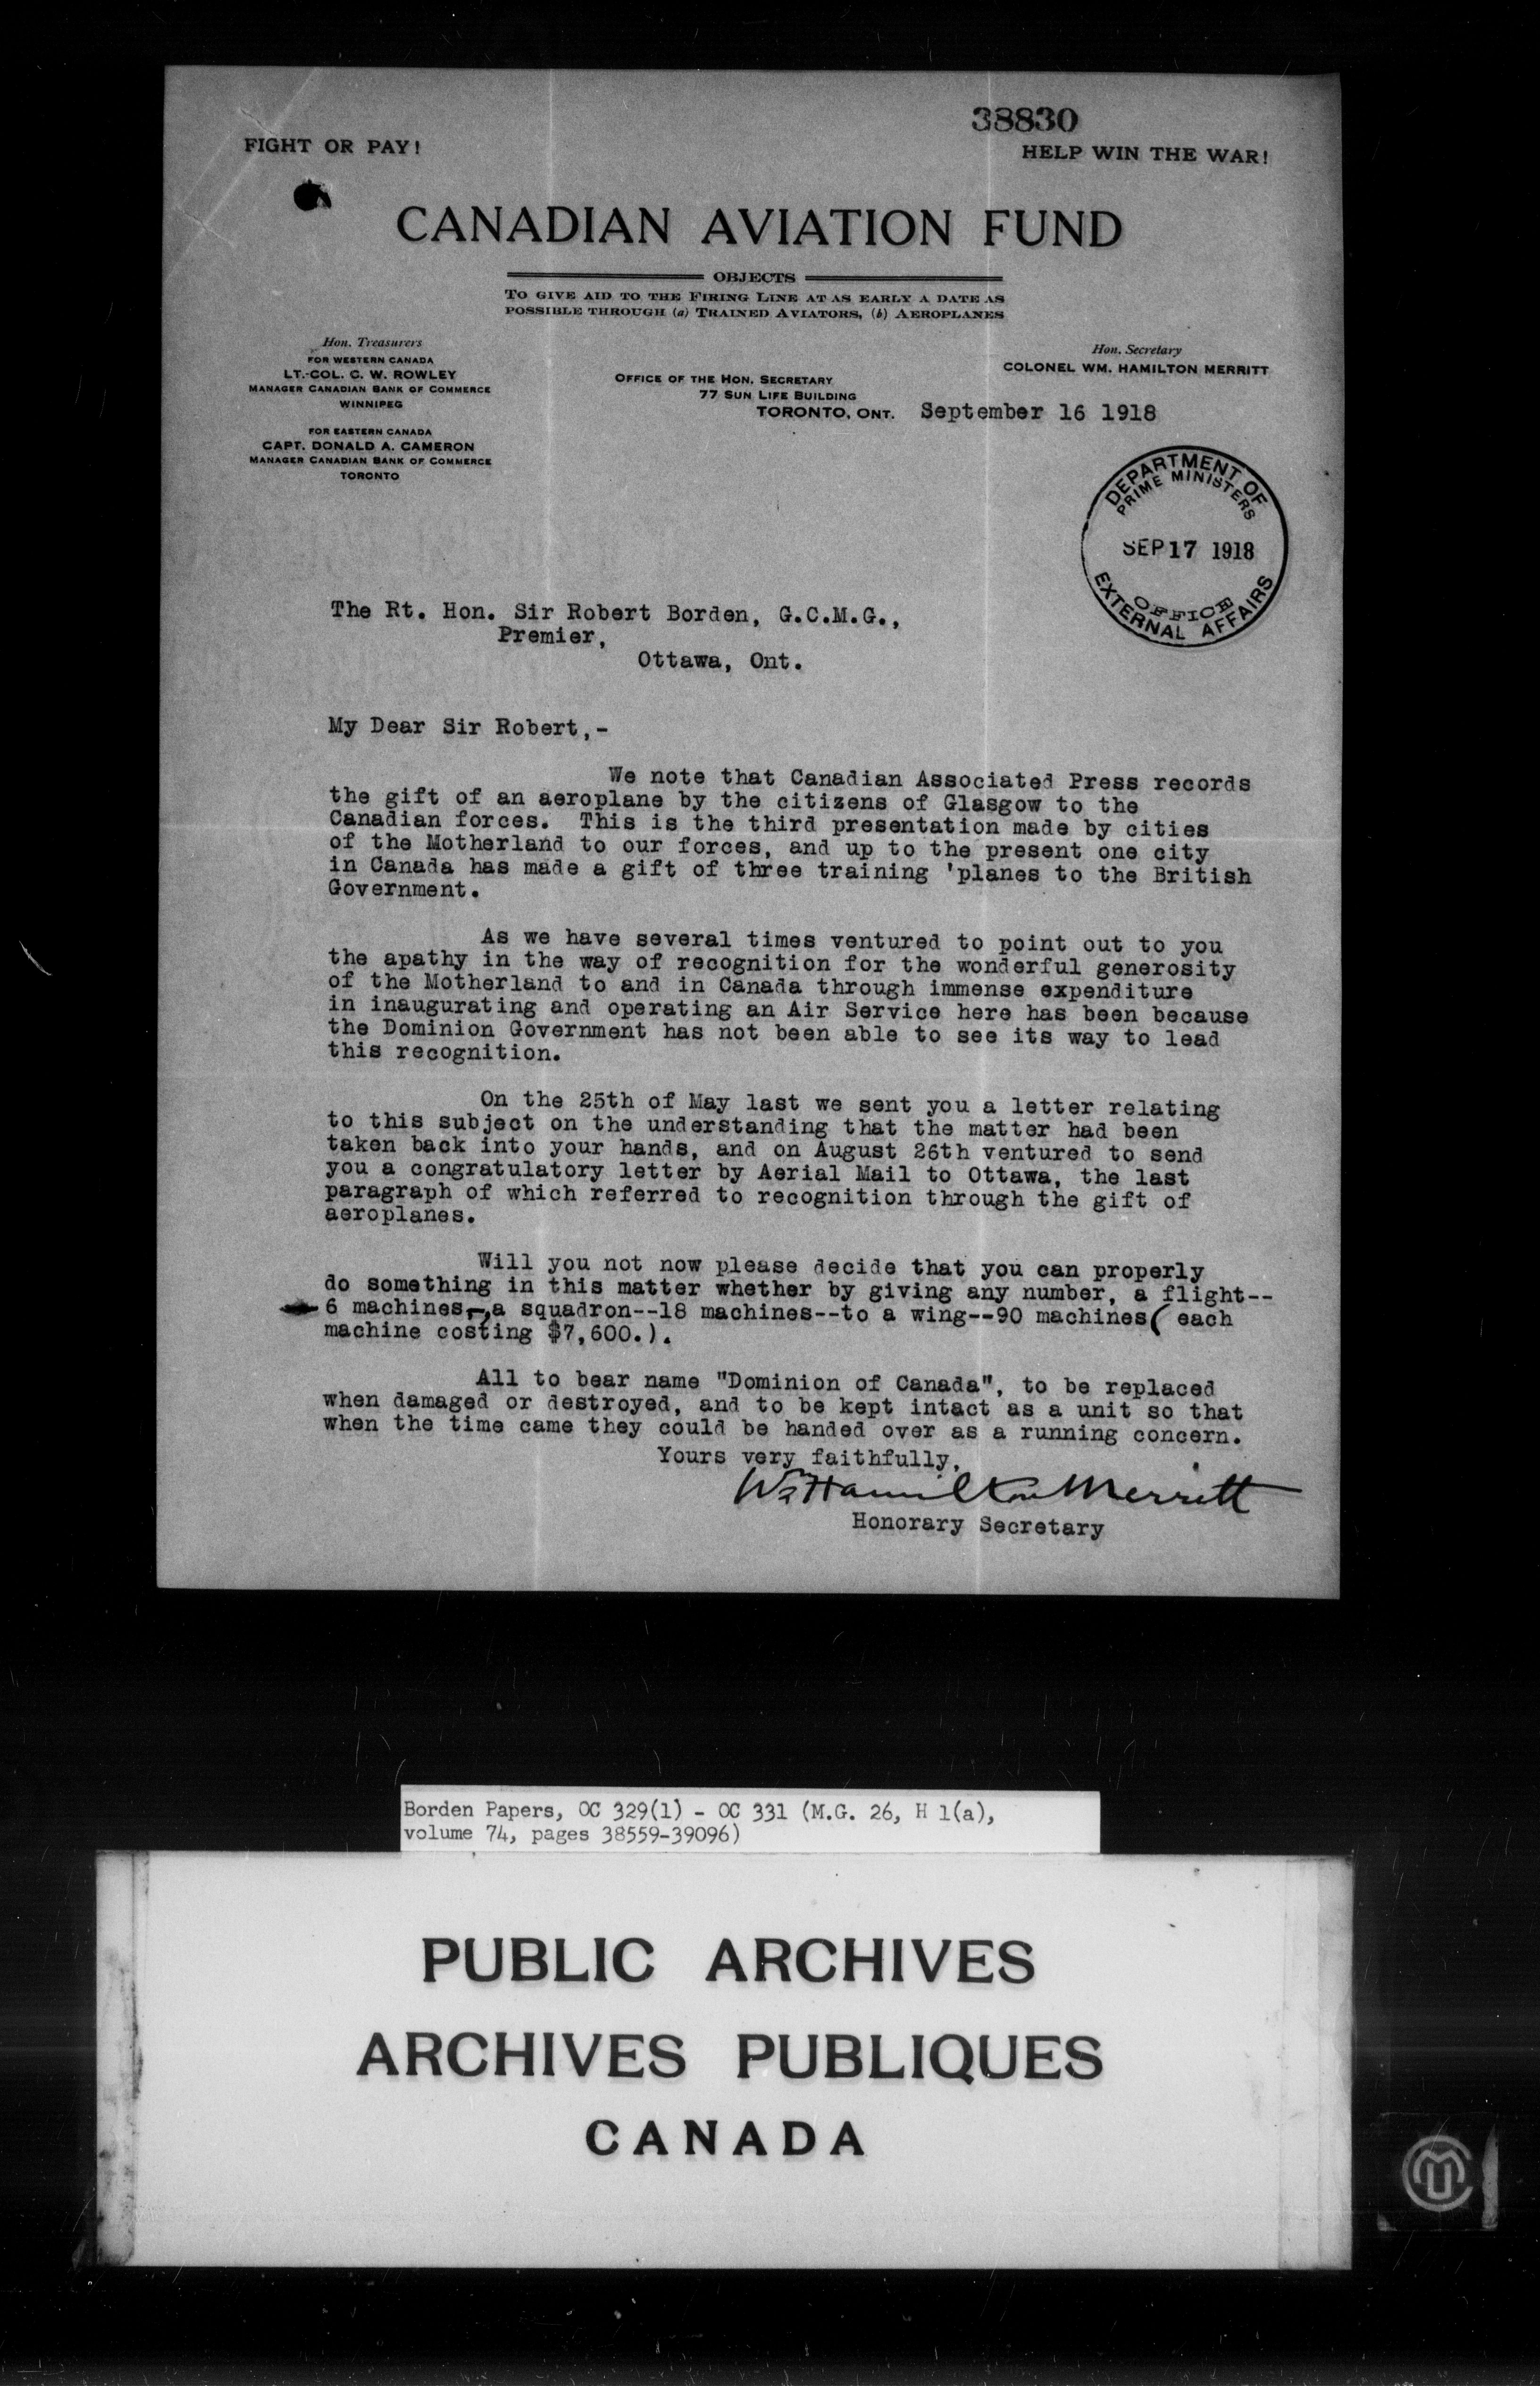 38830
FIGHT OR PAY!
HELP WIN THE WAR!
CANADIAN AVIATION FUND
OBJECTS
TO GIVE AID TO THE FIRING LINE AT AS EARLY A DATE AS
POSSIBLE THROUGH (a) TRAINED AVIATORS, (b) AEROPLANES
Hon. Treasurers
FOR WESTERN CANADA
LT.-COL. C. W. ROWLEY
MANAGER CANADIAN BANK OF COMMERCE
WINNIPEG
FOR EASTERN CANADA
CAPT. DONALD A. CAMERON
MANAGER CANADIAN BANK OF COMMERCE
TORONTO
Hon. Secretary
COLONEL WM. HAMILTON MERRITT
OFFICE OF THE HON. SECRETARY
77 SUN LIFE BUILDING
TORONTO, ONT. September 16 1918
DEPARTMENT OF
PRIME MINISTERS
SEP 17 1918
OFFICE
EXTERNAL AFFAIRS
The Rt. Hon. Sir Robert Borden, G.C.M.G.,
Premier,
Ottawa, Ont.
My Dear Sir Robert,-
We note that Canadian Associated Press records
the gift of an aeroplane by the citizens of Glasgow to the
Canadian forces. This is the third presentation made by cities
of the Motherland to our forces, and up to the present one city
in Canada has made a gift of three training 'planes to the British
Government.
As we have several times ventured to point out to you
the apathy in the way of recognition for the wonderful generosity
of the Motherland to and in Canada through immense expenditure
in inaugurating and operating an Air Service here has been because
the Dominion Government has not been able to see its way to lead
this recognition.
On the 25th of May last we sent you a letter relating
to this subject on the understanding that the matter had been
taken back into your hands, and on August 26th ventured to send
you a congratulatory letter by Aerial Mail to Ottawa, the last
paragraph of which referred to recognition through the gift of
aeroplanes.
Will you not now please decide that you can properly
do something in this matter whether by giving any number, a flight--
6 machines-,a squadron--18 machines--to a wing--90 machines( each
machine costing $7,600.).
All to bear name "Dominion of Canada", to be replaced
when damaged or destroyed, and to be kept intact as a unit so that
when the time came they could be handed over as a running concern.
Yours very faithfully,
Wm Hamilton Merritt
Honorary Secretary
Borden Papers, OC 329(1) - OC 331 (M.G. 26, H 1(a),
volume 74, pages 38559-39096)
PUBLIC ARCHIVES
ARCHIVES PUBLIQUES
CANADA